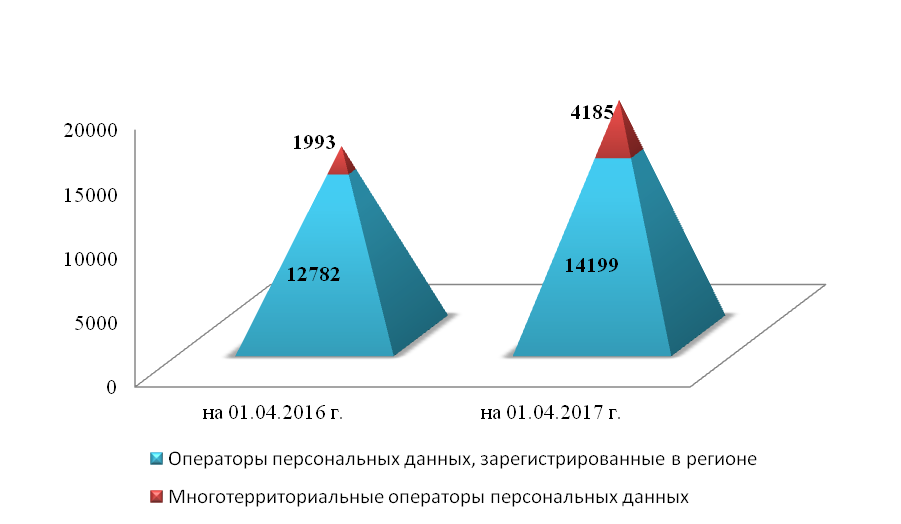 20000
15000
10000
5000
0
1993
12782
4185
14199
на 01.04.2016 г.
на 01.04.2017 г.
Операторы персональных данных, зарегистрированные в регионе
Многотерриториальные операторы персональных данных